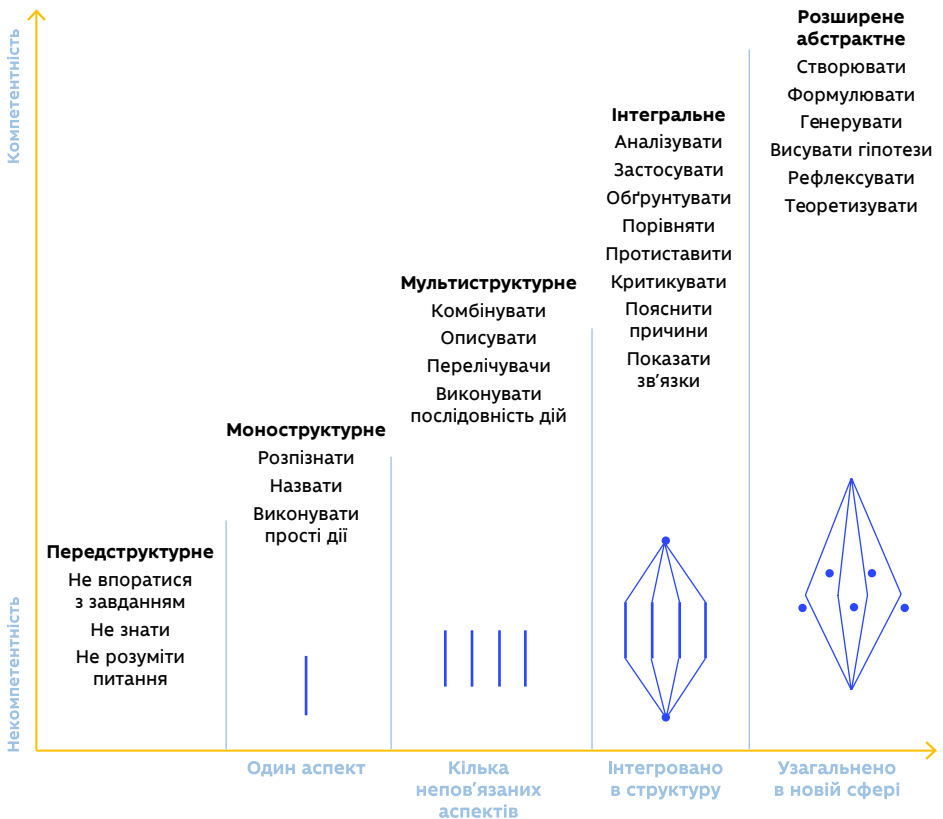 Компетентність
Некомпетентність
Передструктурне
Не впоратися
з завданням
Не знати
Не розуміти
питання
Моноструктурне
Розпізнати
Назвати
Виконувати
прості дії
Мультиструктурне
Комбінувати
Описувати
Перелічувачи
Виконувати
послідовність дій
Інтегральне
Аналізувати
Застосувати
Обґрунтувати
Порівняти
Протиставити
Критикувати
Пояснити
причини
Показати
зв’язки
Розширене
абстрактне
Створювати
Формулювати
Генерувати
Висувати гіпотези
Рефлексувати
Теоретизувати
Один аспект
Кілька
непов’язаних
аспектів
Інтегровано
в структуру
Узагальнено
в новій сфері